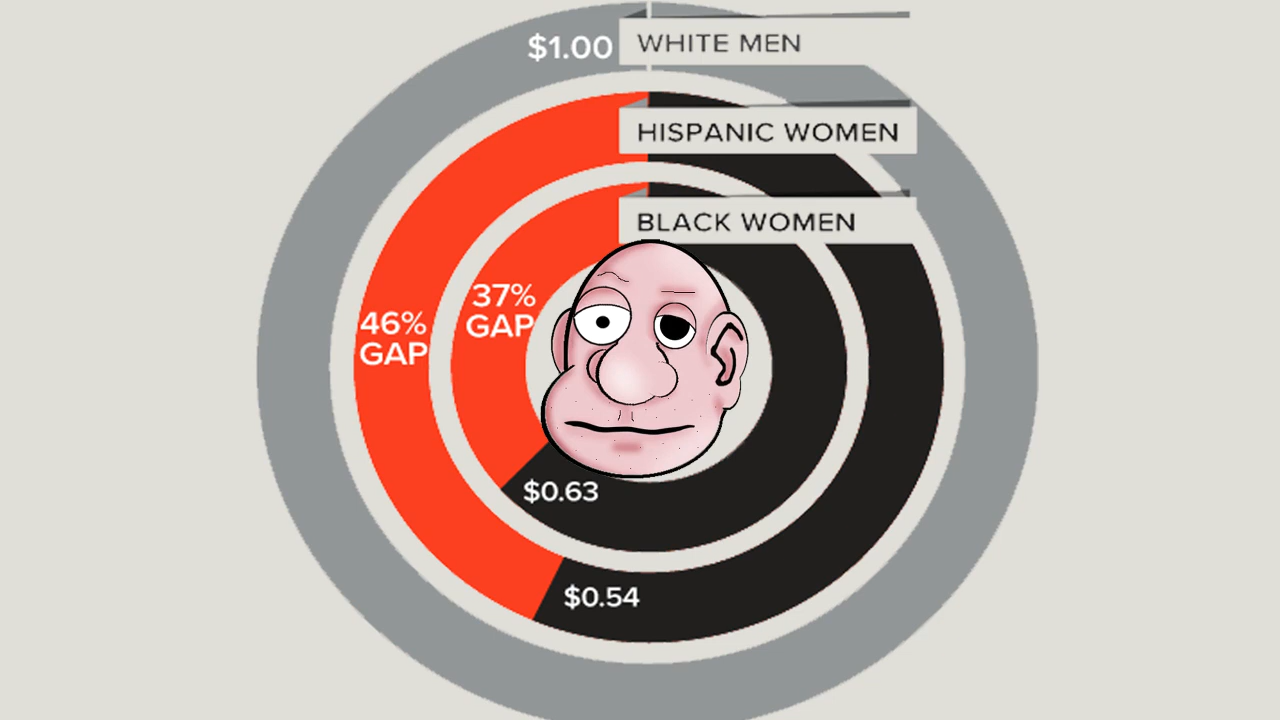 $1.00 WHITE MEN
HISPANIC WOMEN
BLACK WOMEN
37%
GAP
46%
GAP
$0.63
$0.54